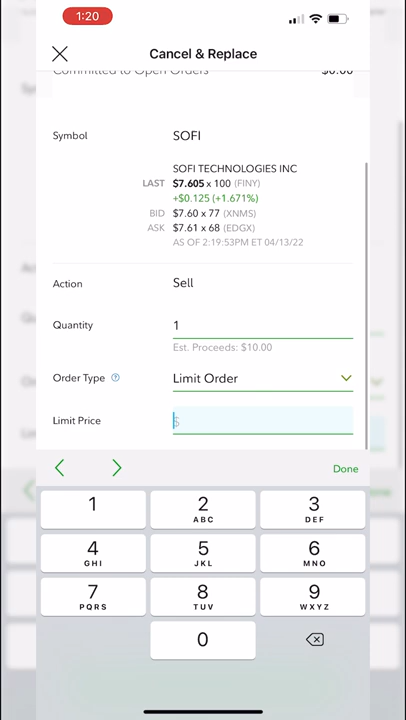 1:20
Cancel & Replace
Committed to Open Orders $0.00
Symbol SOFI
SOFI TECHNOLOGIES INC
LAST $7.605 x 100 (FINY)
+$0.125 (+1.671%)
BID $7.60 x 77 (XNMS)
ASK $7.61 x 68 (EDGX)
AS OF 2:19:53PM ET 04/13/22
Action Sell
Quantity 1
Est. Proceeds: $10.00
Order Type ? Limit Order
Limit Price $
Done
1 2 3
ABC DEF
4 5 6
GHI JKL MNO
7 8 9
PQRS TUV WXYZ
0